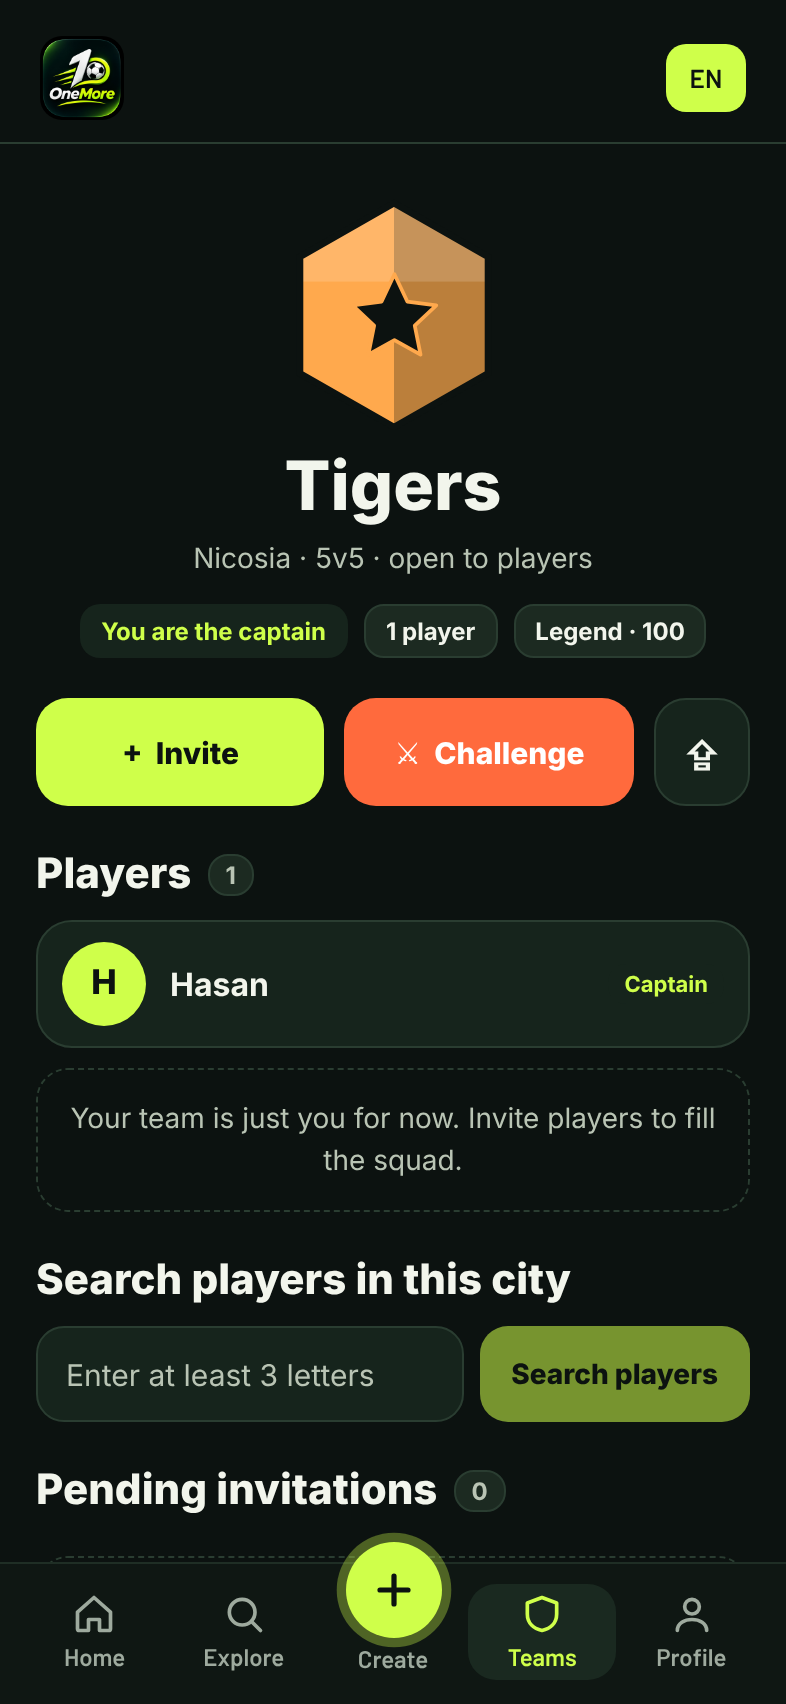 OneMore
EN
Tigers
Nicosia · 5v5 · open to players
You are the captain
1 player
Legend · 100
+ Invite
⚔ Challenge
Players 1
H Hasan Captain
Your team is just you for now. Invite players to fill
the squad.
Search players in this city
Enter at least 3 letters
Search players
Pending invitations 0
Home
Explore
Create
Teams
Profile